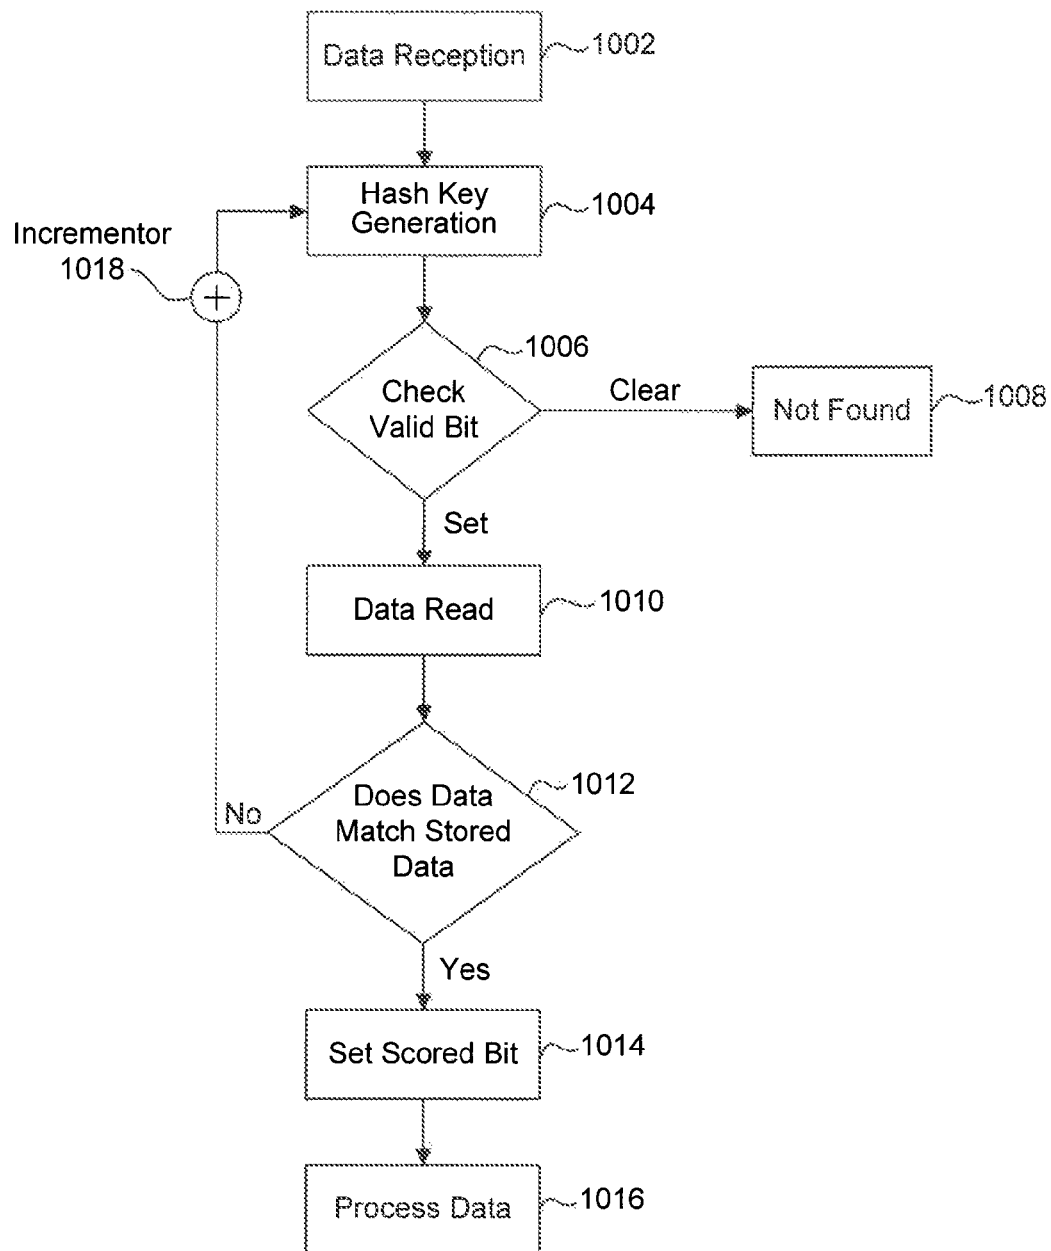 Data Reception
1002
Hash Key
Generation
1004
Incrementor
1018
+
1006
Check
Valid Bit
Clear
Not Found
1008
Set
Data Read
1010
1012
Does Data
Match Stored
Data
No
Yes
Set Scored Bit
1014
Process Data
1016